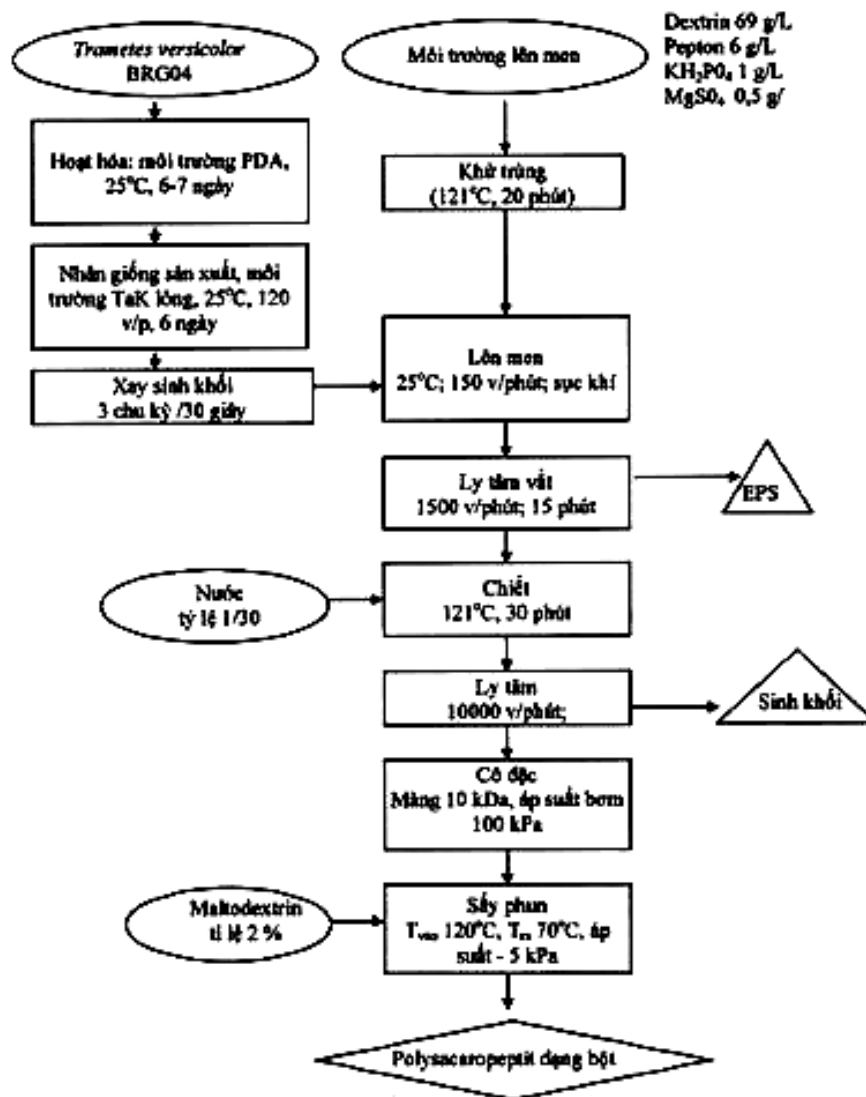 Trametes versicolor
BRG04
Môi trường lên men
Dextrin 69 g/L
Pepton 6 g/L
KH₂P0₄ 1 g/L
MgS0₄ 0,5 g/
Hoạt hóa: môi trường PDA,
25°C, 6-7 ngày
Khử trùng
(121°C, 20 phút)
Nhân giống sản xuất, môi
trường TaK lỏng, 25°C, 120
v/p, 6 ngày
Xay sinh khối
3 chu kỳ /30 giây
Lên men
25°C; 150 v/phút; sục khí
Ly tâm vắt
1500 v/phút; 15 phút
EPS
Nước
tỷ lệ 1/30
Chiết
121°C, 30 phút
Ly tâm
10000 v/phút;
Sinh khối
Cô đặc
Màng 10 kDa, áp suất bơm
100 kPa
Maltodextrin
tỉ lệ 2 %
Sấy phun
Tvào 120°C, Tra 70°C, áp
suất - 5 kPa
Polysacaropeptit dạng bột